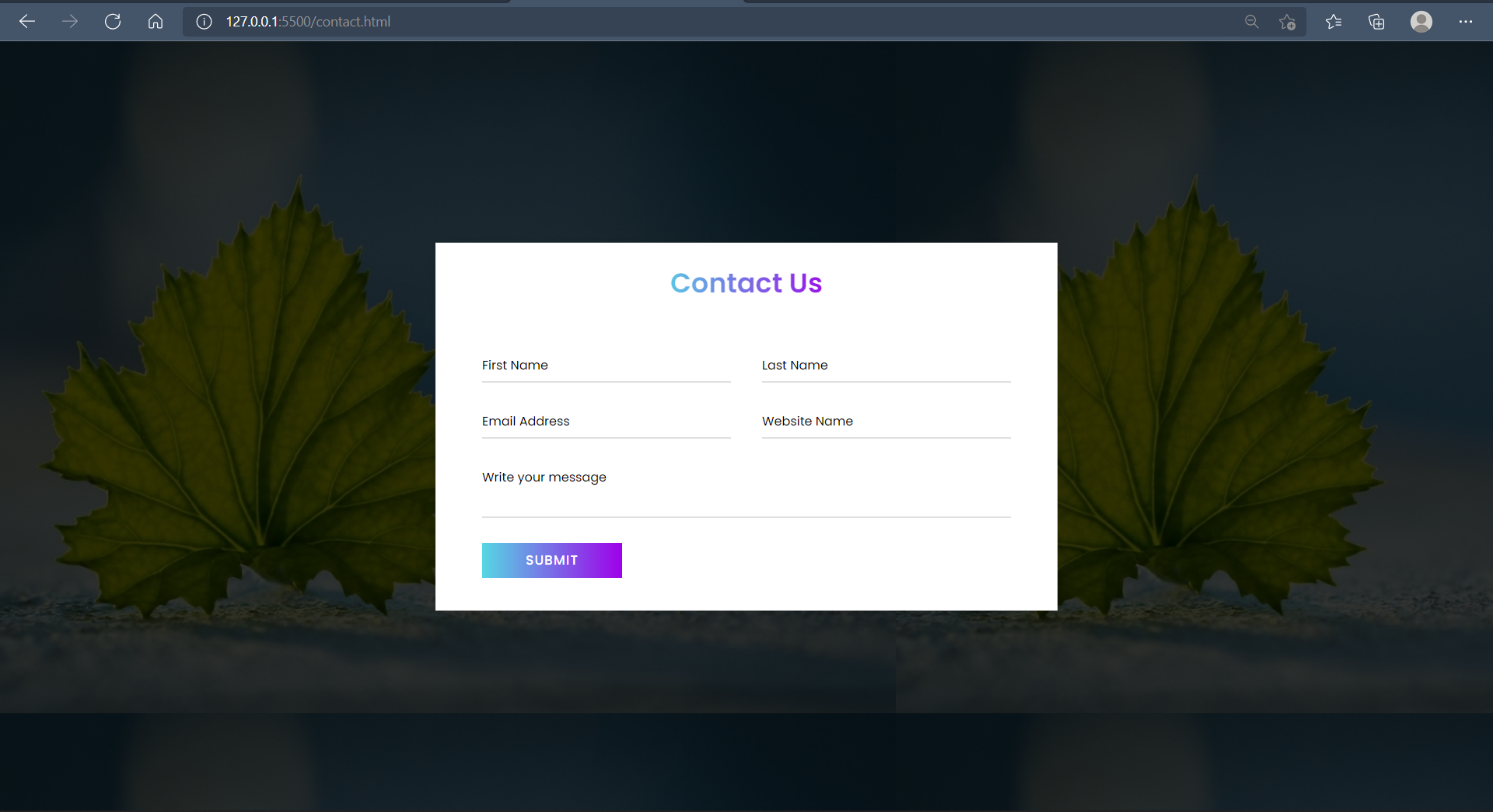 127.0.0.1:5500/contact.html
Contact Us
First Name Last Name
Email Address Website Name
Write your message
SUBMIT